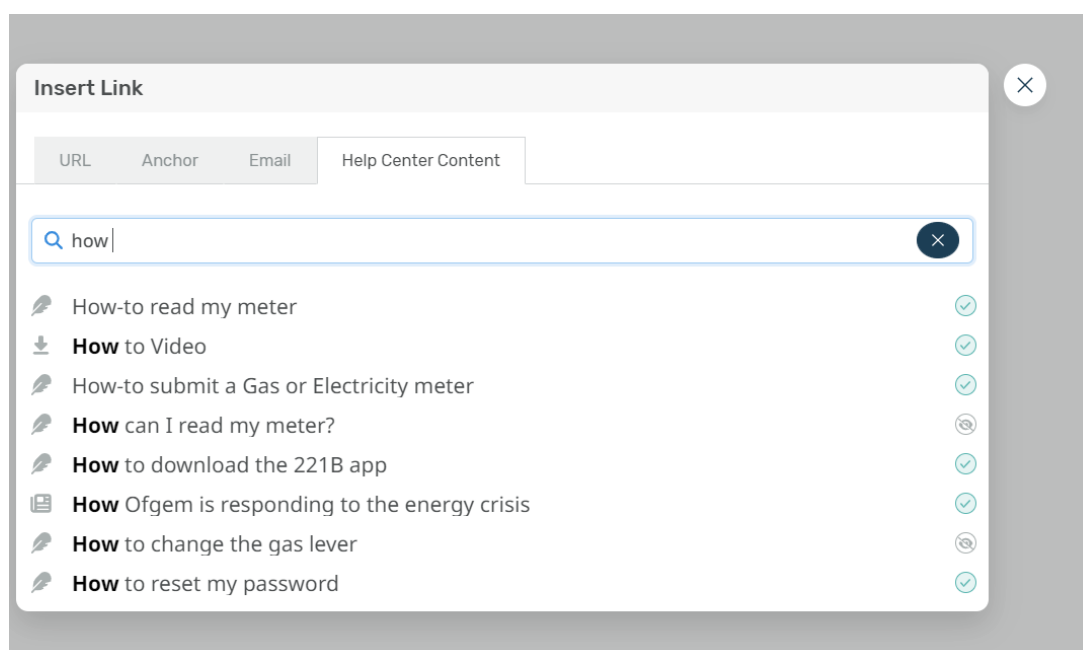 Insert Link
URL Anchor Email Help Center Content
how
How-to read my meter
How to Video
How-to submit a Gas or Electricity meter
How can I read my meter?
How to download the 221B app
How Ofgem is responding to the energy crisis
How to change the gas lever
How to reset my password